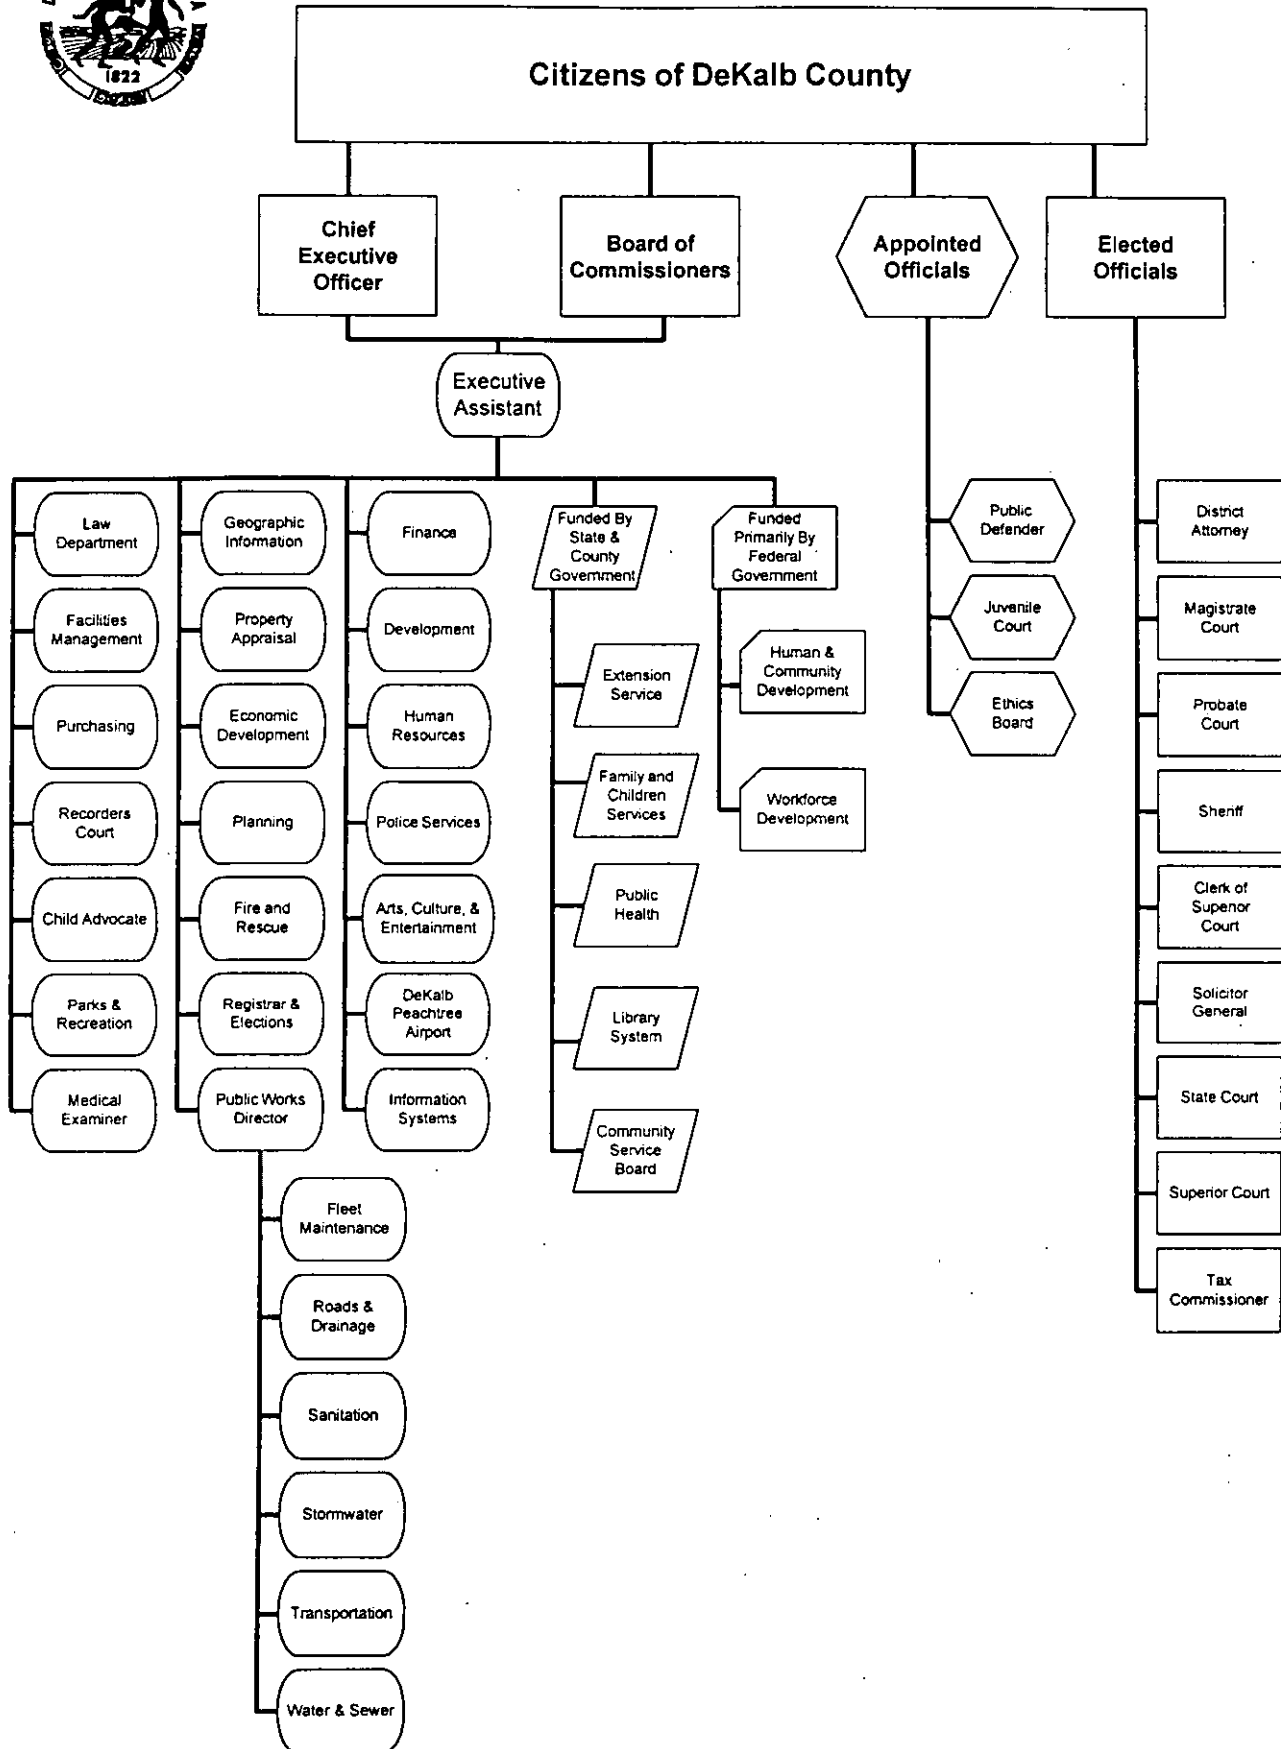 1822
Citizens of DeKalb County
Chief
Executive
Officer
Board of
Commissioners
Appointed
Officials
Elected
Officials
Executive
Assistant
Law
Department
Facilities
Management
Purchasing
Recorders
Court
Child Advocate
Parks &
Recreation
Medical
Examiner
Geographic
Information
Property
Appraisal
Economic
Development
Planning
Fire and
Rescue
Registrar &
Elections
Public Works
Director
Finance
Development
Human
Resources
Police Services
Arts, Culture, &
Entertainment
DeKalb
Peachtree
Airport
Information
Systems
Fleet
Maintenance
Roads &
Drainage
Sanitation
Stormwater
Transportation
Water & Sewer
Funded By
State &
County
Government
Extension
Service
Family and
Children
Services
Public
Health
Library
System
Community
Service
Board
Funded
Primarily By
Federal
Government
Human &
Community
Development
Workforce
Development
Public
Defender
Juvenile
Court
Ethics
Board
District
Attorney
Magistrate
Court
Probate
Court
Sheriff
Clerk of
Superior
Court
Solicitor
General
State Court
Superior Court
Tax
Commissioner